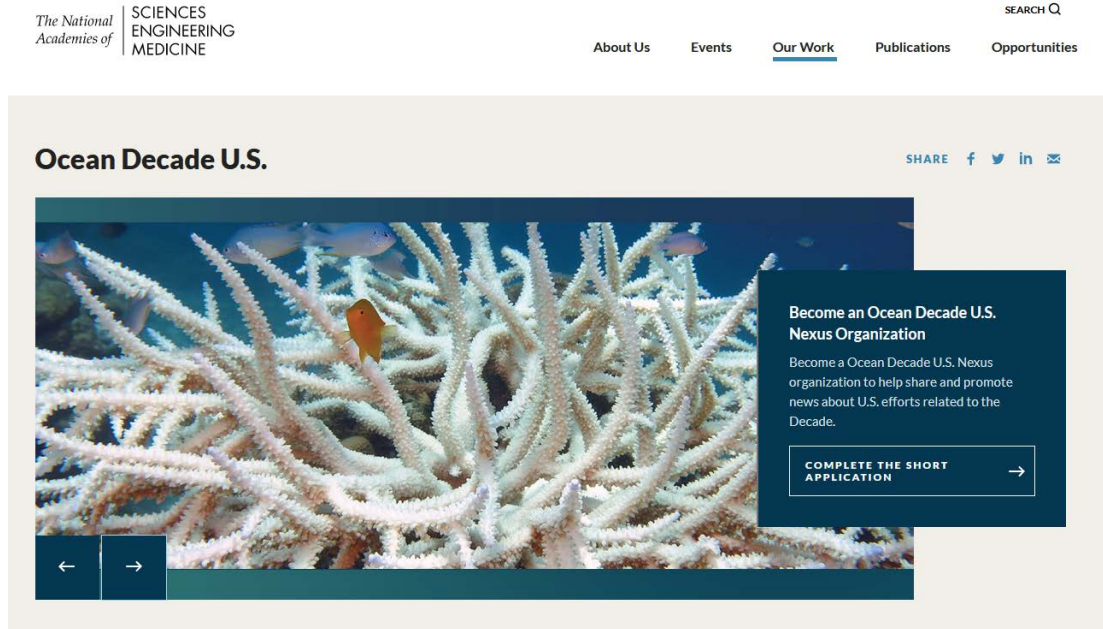 The National
Academies of
SCIENCES
ENGINEERING
MEDICINE
SEARCH
About Us Events Our Work Publications Opportunities
Ocean Decade U.S.
SHARE
Become an Ocean Decade U.S.
Nexus Organization
Become a Ocean Decade U.S. Nexus
organization to help share and promote
news about U.S. efforts related to the
Decade.
COMPLETE THE SHORT
APPLICATION